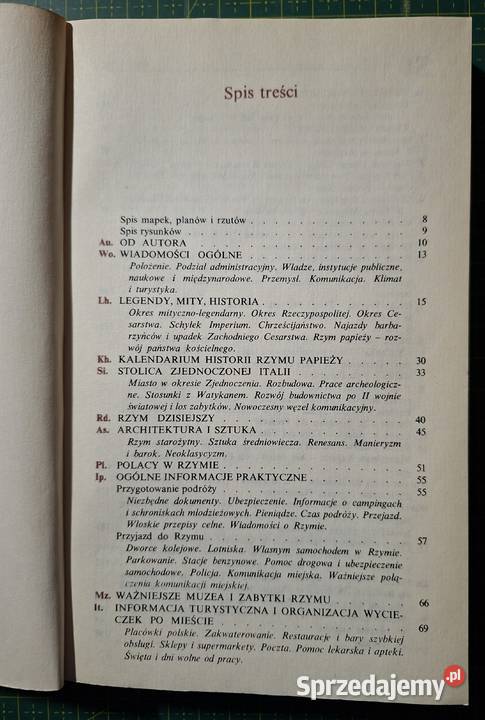 Spis treści
Spis mapek, planów i rzutów . . . . . . . . . . . . 8
Spis rysunków . . . . . . . . . . . . 9
Au. OD AUTORA . . . . . . . . . . . . 10
Wo. WIADOMOŚCI OGÓLNE . . . . . . . . . . . . 13
Położenie. Podział administracyjny. Władze, instytucje publiczne,
naukowe i międzynarodowe. Przemysł. Komunikacja. Klimat
i turystyka.
Lh. LEGENDY, MITY, HISTORIA . . . . . . . . . . . . 15
Okres mityczno-legendarny. Okres Rzeczypospolitej. Okres Ce-
sarstwa. Schyłek Imperium. Chrześcijaństwo. Najazdy barba-
rzyńców i upadek Zachodniego Cesarstwa. Rzym papieży – roz-
wój państwa kościelnego.
Kh. KALENDARIUM HISTORII RZYMU PAPIEŻY . . . . 30
Si. STOLICA ZJEDNOCZONEJ ITALII . . . . . . . . 33
Miasto w okresie Zjednoczenia. Rozbudowa. Prace archeologicz-
ne. Stosunki z Watykanem. Rozwój budownictwa po II wojnie
światowej i los zabytków. Nowoczesny węzeł komunikacyjny.
Rd. RZYM DZISIEJSZY . . . . . . . . . . . . 40
As. ARCHITEKTURA I SZTUKA . . . . . . . . . . 45
Rzym starożytny. Sztuka średniowiecza. Renesans. Manieryzm
i barok. Neoklasycyzm.
Pl. POLACY W RZYMIE . . . . . . . . . . . . 51
Ip. OGÓLNE INFORMACJE PRAKTYCZNE . . . . . . . . 55
Przygotowanie podróży . . . . . . . . . . . . 55
Niezbędne dokumenty. Ubezpieczenie. Informacje o campingach
i schroniskach młodzieżowych. Pieniądze. Czas podróży. Przejazd.
Włoskie przepisy celne. Wiadomości o Rzymie.
Przyjazd do Rzymu . . . . . . . . . . . . 57
Dworce kolejowe. Lotniska. Własnym samochodem w Rzymie.
Parkowanie. Stacje benzynowe. Pomoc drogowa i ubezpieczenie
samochodowe. Policja. Komunikacja miejska. Ważniejsze połą-
czenia komunikacji miejskiej.
Mz. WAŻNIEJSZE MUZEA I ZABYTKI RZYMU . . . . . . 66
It. INFORMACJA TURYSTYCZNA I ORGANIZACJA WYCIE-
CZEK PO MIEŚCIE . . . . . . . . . . . . 69
Placówki polskie. Zakwaterowanie. Restauracje i bary szybkiej
obsługi. Sklepy i supermarkety. Poczta. Pomoc lekarska i apteki.
Święta i dni wolne od pracy.
Sprzedajemy.pl